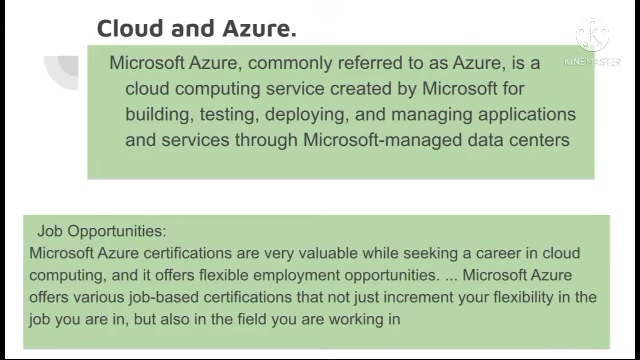 Cloud and Azure.
KINEMASTER
Microsoft Azure, commonly referred to as Azure, is a
cloud computing service created by Microsoft for
building, testing, deploying, and managing applications
and services through Microsoft-managed data centers
Job Opportunities:
Microsoft Azure certifications are very valuable while seeking a career in cloud
computing, and it offers flexible employment opportunities. ... Microsoft Azure
offers various job-based certifications that not just increment your flexibility in the
job you are in, but also in the field you are working in